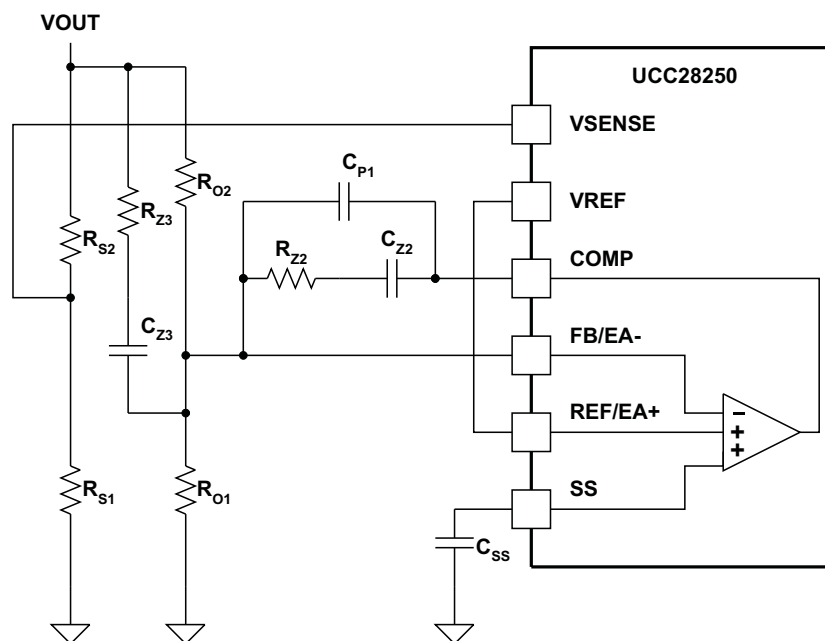 VOUT
UCC28250
VSENSE
CP1
RO2
VREF
RZ3
RS2
RZ2
CZ2
COMP
CZ3
FB/EA-
REF/EA+
−
+
+
RS1
RO1
SS
CSS